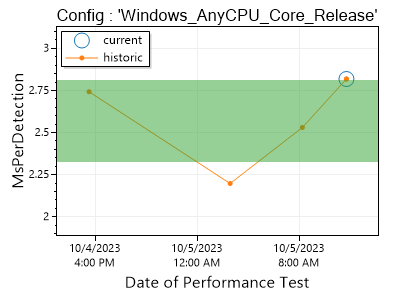 Config : 'Windows_AnyCPU_Core_Release'
current
historic
3
2.75
2.5
2.25
2
MsPerDetection
10/4/2023
4:00 PM
10/5/2023
12:00 AM
10/5/2023
8:00 AM
Date of Performance Test